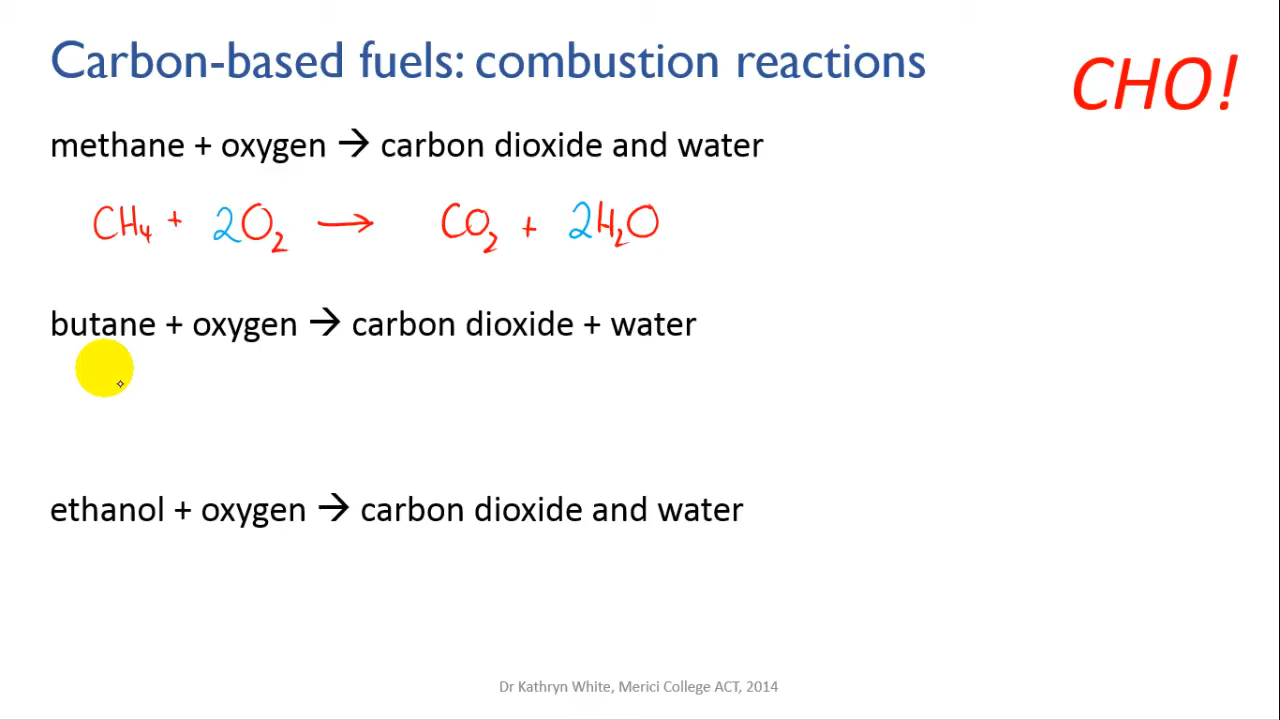 Carbon-based fuels: combustion reactions
CHO!
methane + oxygen → carbon dioxide and water
CH₄ + 2O₂ → CO₂ + 2H₂O
butane + oxygen → carbon dioxide + water
ethanol + oxygen → carbon dioxide and water
Dr Kathryn White, Merici College ACT, 2014